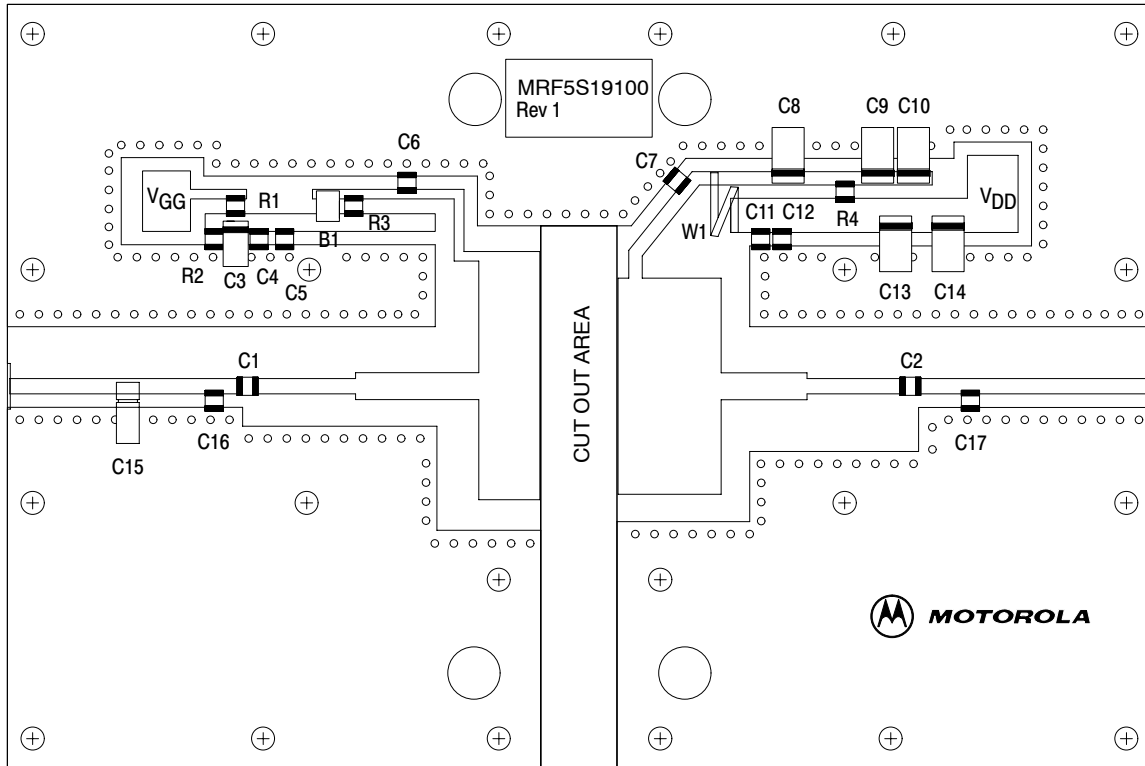 MRF5S19100
Rev 1
C8
C9
C10
C6
C7
VGG
R1
R3
B1
R2
C3
C4
C5
W1
C11
C12
R4
VDD
C13
C14
CUT OUT AREA
C1
C2
C15
C16
C17
MOTOROLA